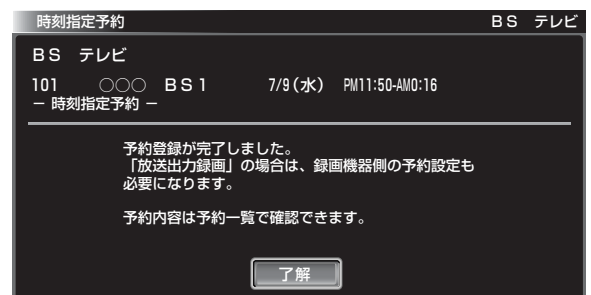 時刻指定予約 BS テレビ
BS テレビ
101 ○○○ BS1 7/9(水) PM11:50-AM0:16
− 時刻指定予約 −
予約登録が完了しました。
「放送出力録画」の場合は、録画機器側の予約設定も
必要になります。
予約内容は予約一覧で確認できます。
了解